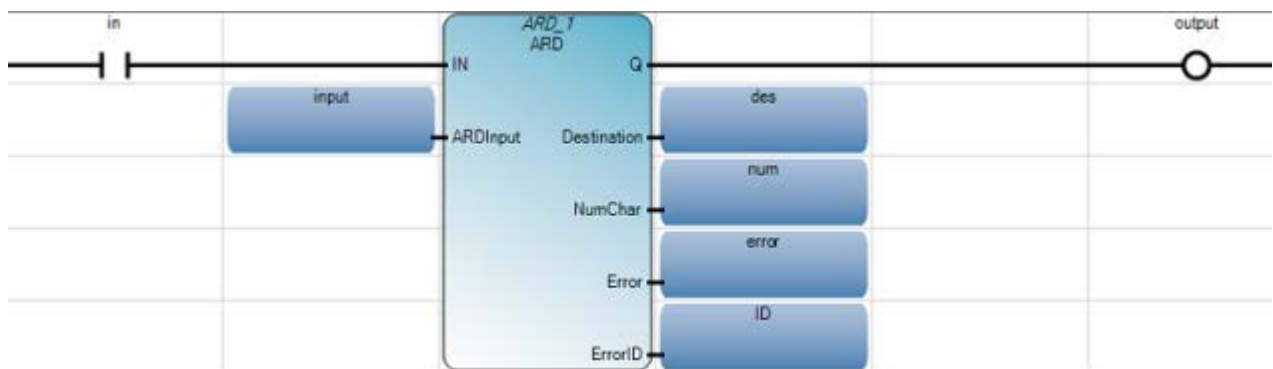 in
ARD_1
output
ARD
IN
Q
input
des
ARDInput
Destination
num
NumChar
error
Error
ID
ErrorID